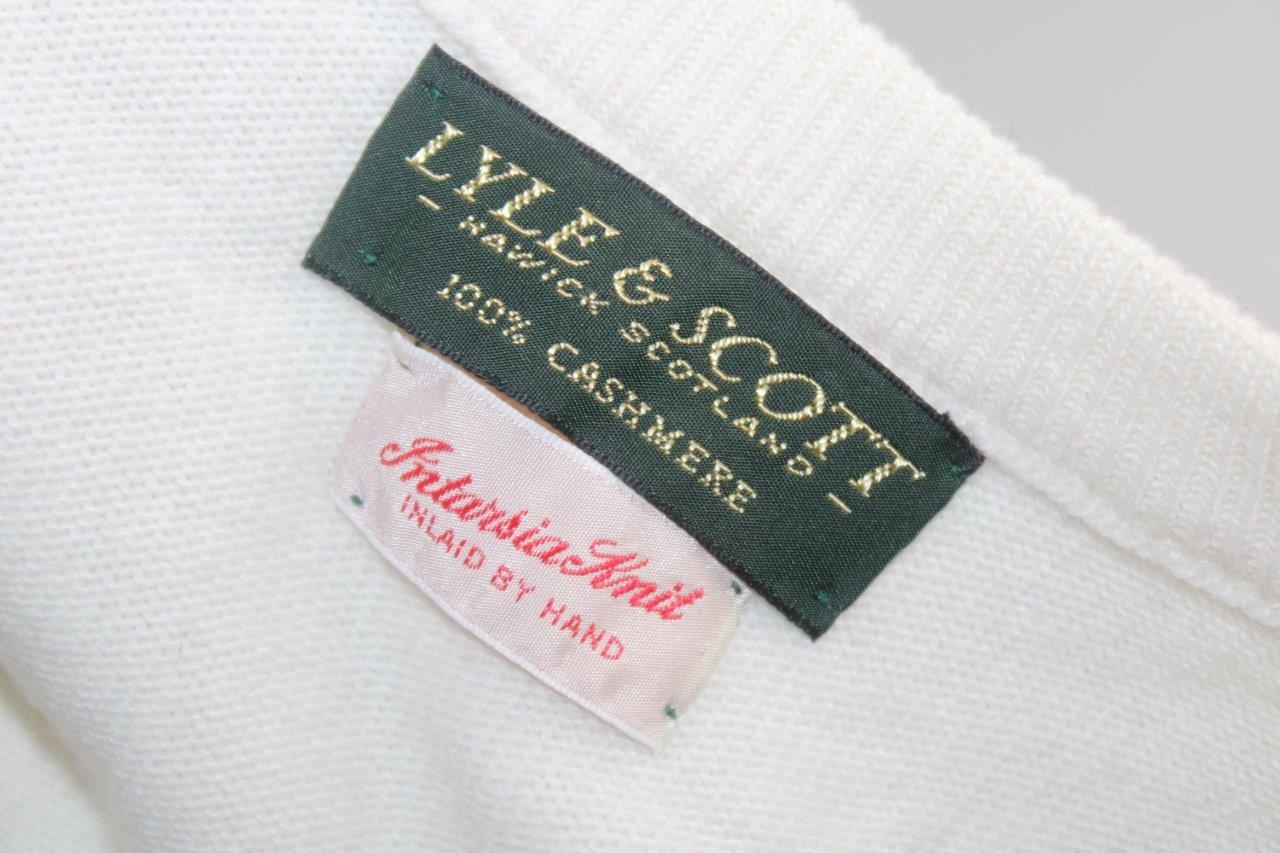 LYLE & SCOTT
- HAWICK SCOTLAND -
100% CASHMERE
Intarsia Knit
INLAID BY HAND